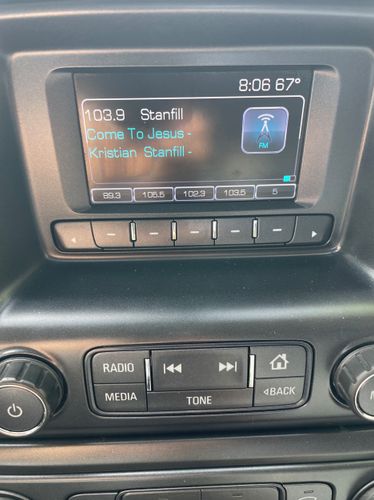 8:06 67°
103.9 Stanfill
Come To Jesus -
Kristian Stanfill -
FM
89.3 105.5 102.3 103.5 5
RADIO
MEDIA
TONE
BACK